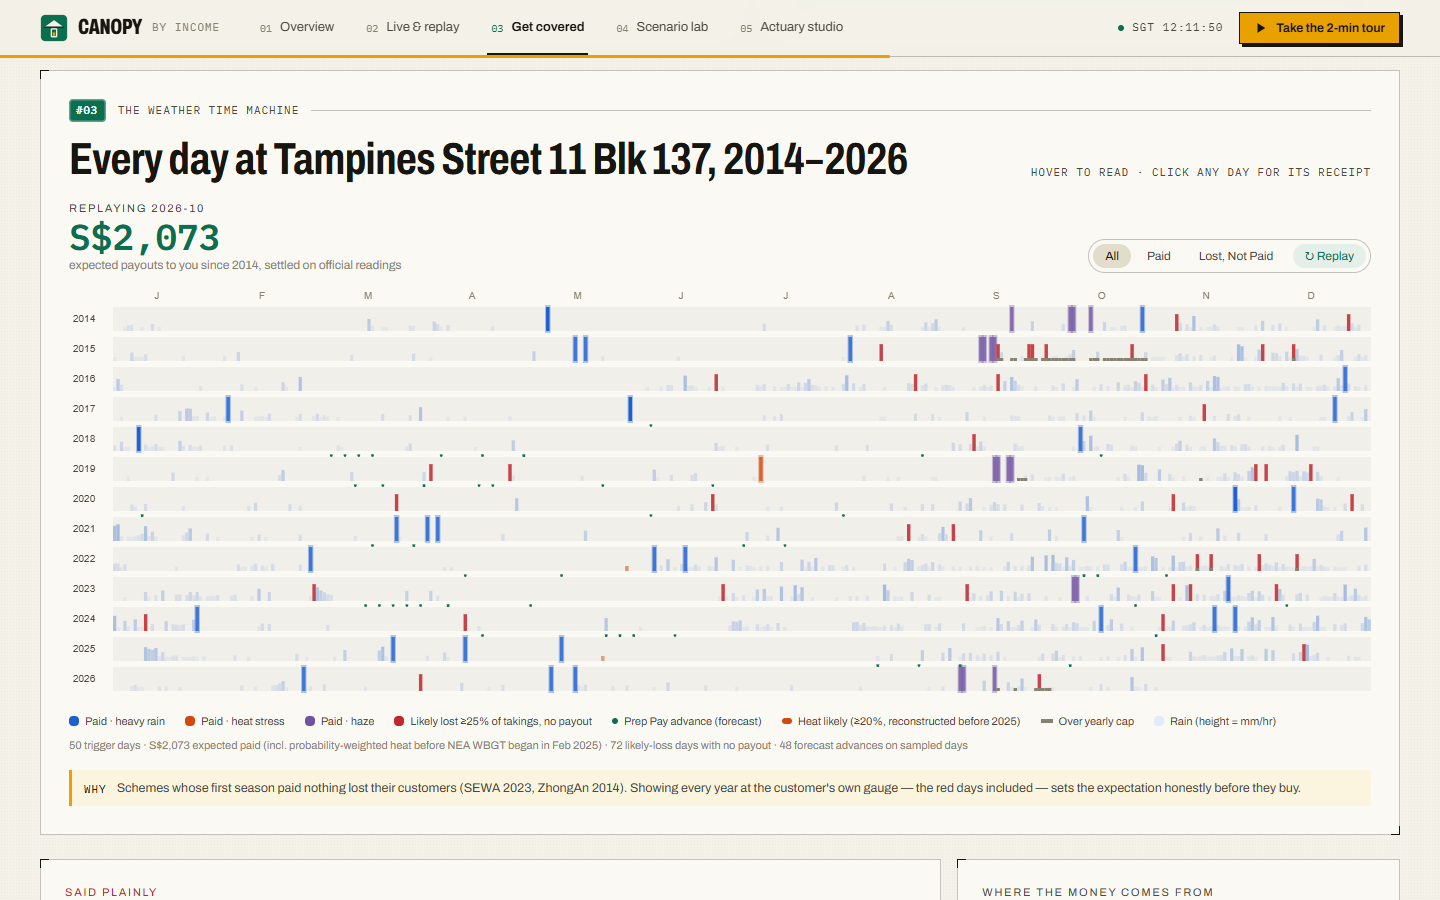 CANOPY BY INCOME
01 Overview
02 Live & replay
03 Get covered
04 Scenario lab
05 Actuary studio
SGT 12:11:50
Take the 2-min tour
#03 THE WEATHER TIME MACHINE
Every day at Tampines Street 11 Blk 137, 2014–2026
HOVER TO READ · CLICK ANY DAY FOR ITS RECEIPT
REPLAYING 2026-10
S$2,073
expected payouts to you since 2014, settled on official readings
All Paid Lost, Not Paid ↻ Replay
J F M A M J J A S O N D
2014
2015
2016
2017
2018
2019
2020
2021
2022
2023
2024
2025
2026
Paid · heavy rain Paid · heat stress Paid · haze Likely lost ≥25% of takings, no payout Prep Pay advance (forecast) Heat likely (≥20%, reconstructed before 2025) Over yearly cap Rain (height = mm/hr)
50 trigger days · S$2,073 expected paid (incl. probability-weighted heat before NEA WBGT began in Feb 2025) · 72 likely-loss days with no payout · 48 forecast advances on sampled days
WHY Schemes whose first season paid nothing lost their customers (SEWA 2023, ZhongAn 2014). Showing every year at the customer's own gauge — the red days included — sets the expectation honestly before they buy.
SAID PLAINLY
WHERE THE MONEY COMES FROM